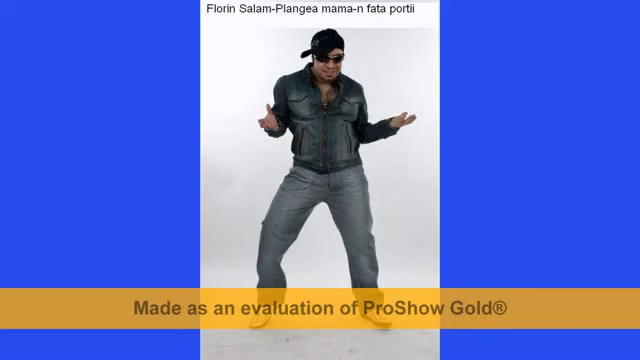 Florin Salam-Plangea mama-n fata portii
Made as an evaluation of ProShow Gold®